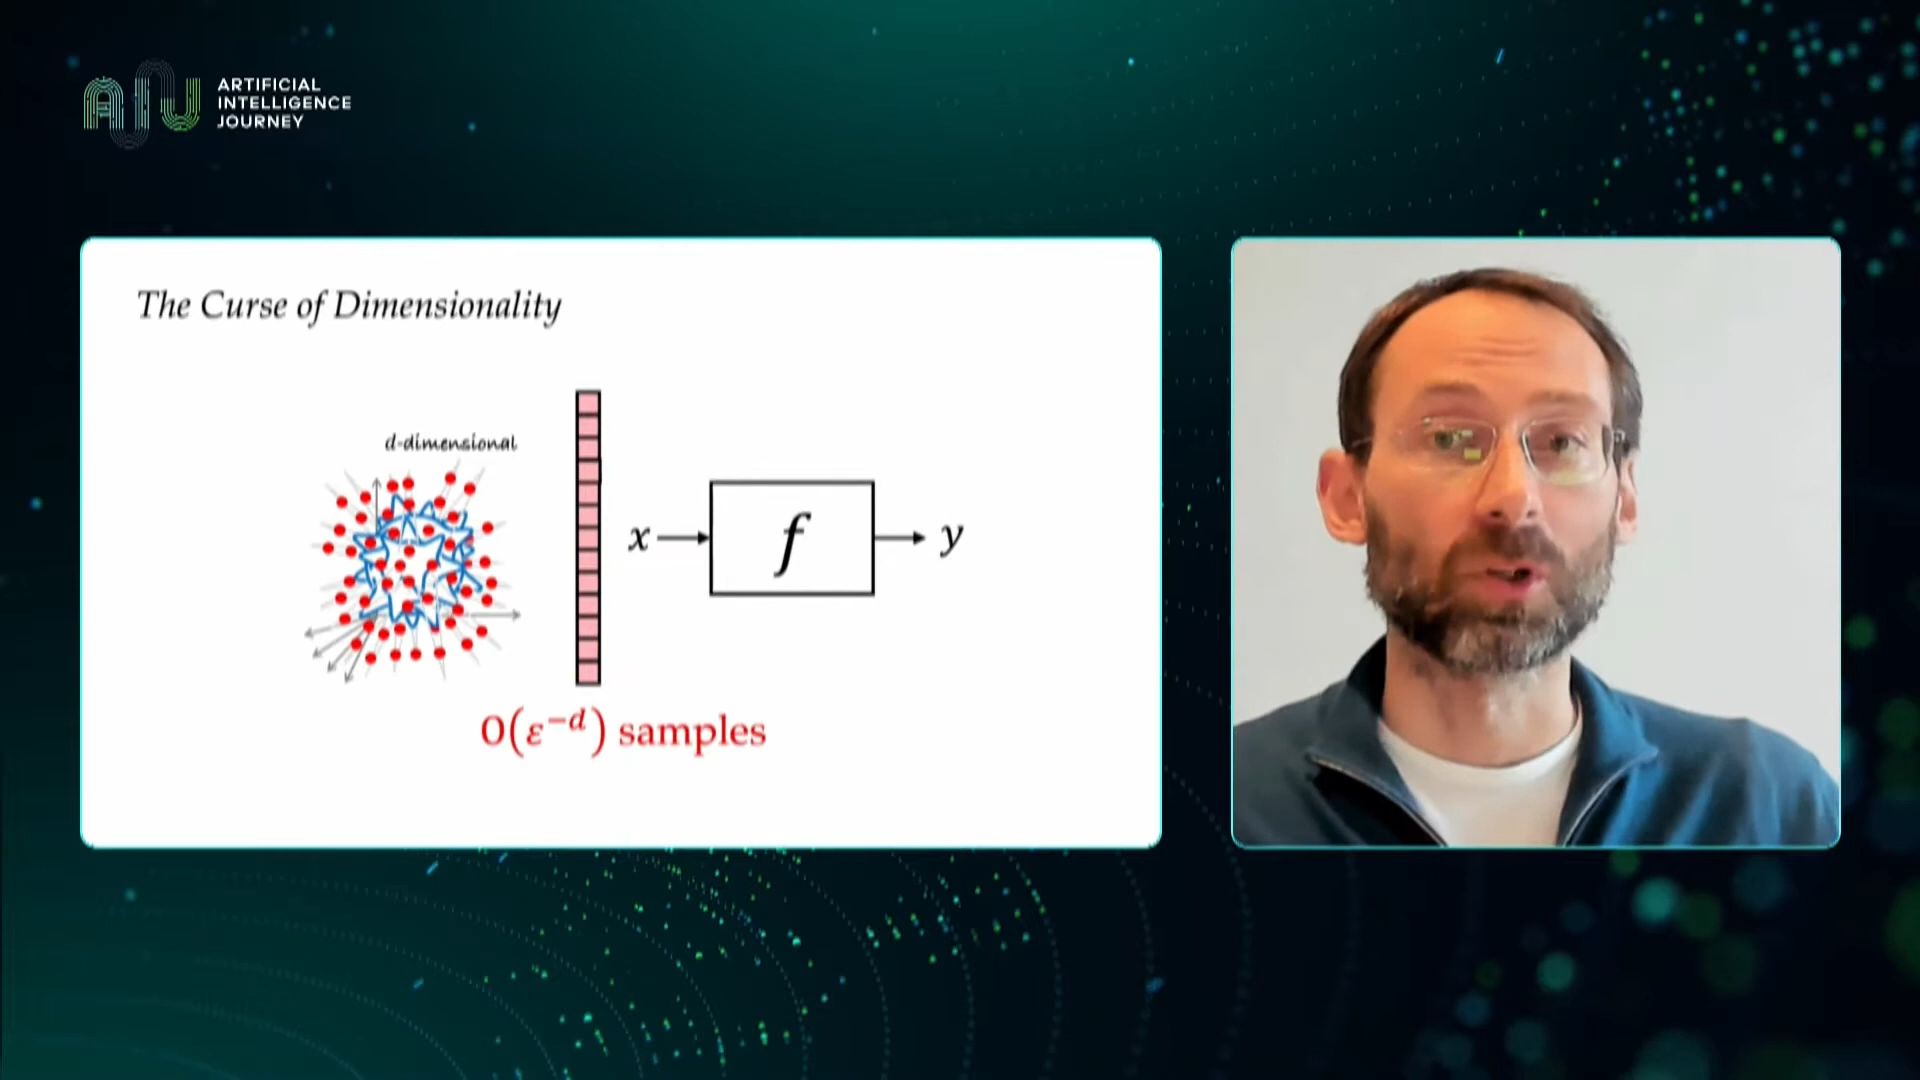 ARTIFICIAL
INTELLIGENCE
JOURNEY
The Curse of Dimensionality
d-dimensional
x → f → y
O(ε⁻ᵈ) samples